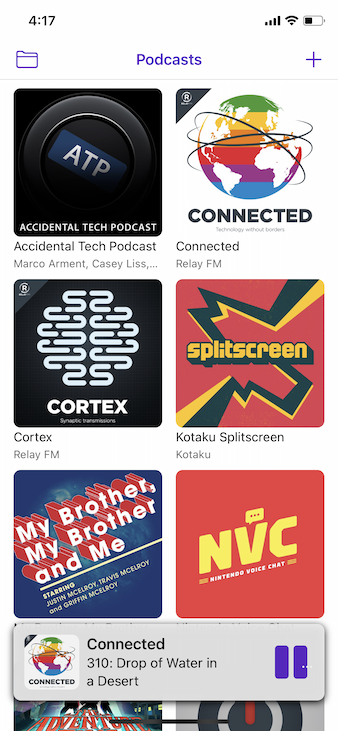 4:17
Podcasts
ATP
ACCIDENTAL TECH PODCAST
Accidental Tech Podcast
Marco Arment, Casey Liss,...
R
CONNECTED
Technology without borders
Connected
Relay FM
R
CORTEX
Synaptic transmissions
Cortex
Relay FM
splitscreen
Kotaku Splitscreen
Kotaku
My Brother,
My Brother
and Me
STARRING
JUSTIN MCELROY, TRAVIS MCELROY
AND GRIFFIN MCELROY
NVC
NINTENDO VOICE CHAT
CONNECTED
Connected
310: Drop of Water in
a Desert